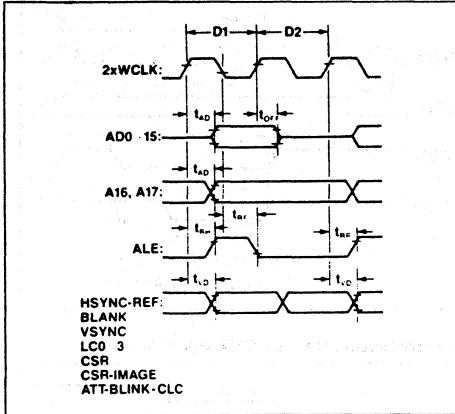 D1 D2
2xWCLK:
tAD tOFF
AD0 - 15:
tAD
A16, A17:
tRF
tRF
ALE:
tVD tVD
HSYNC-REF:
BLANK
VSYNC
LC0 3
CSR
CSR-IMAGE
ATT-BLINK-CLC